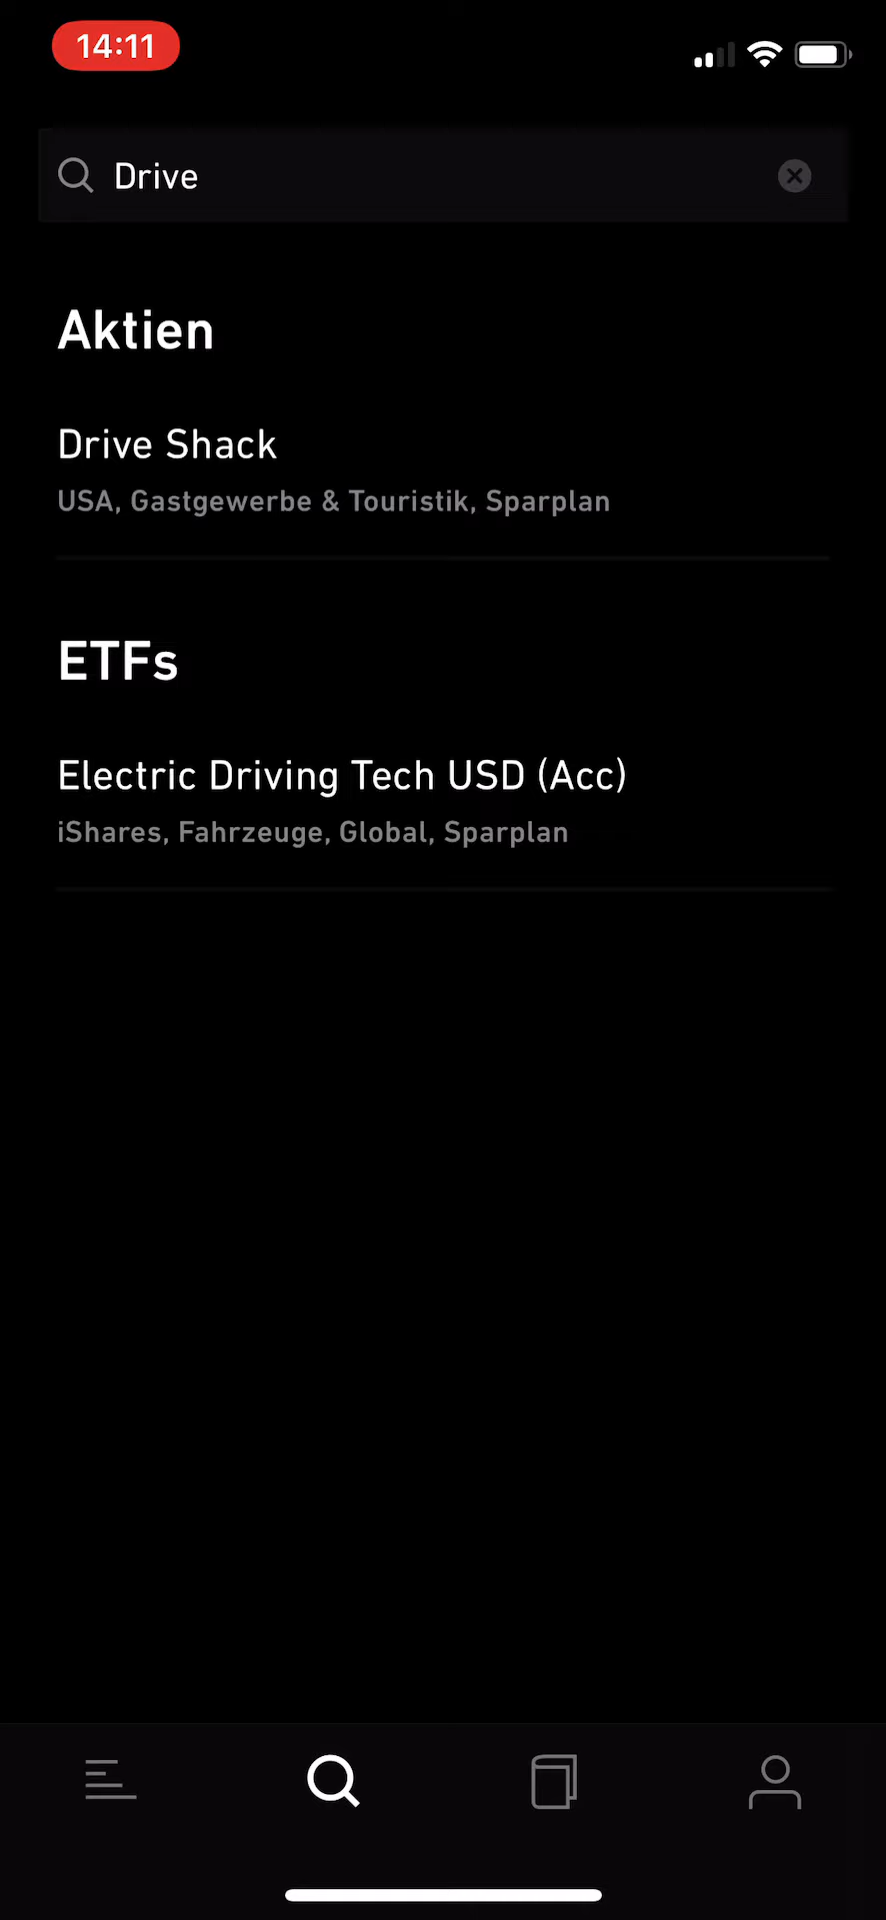 14:11
Drive
Aktien
Drive Shack
USA, Gastgewerbe & Touristik, Sparplan
ETFs
Electric Driving Tech USD (Acc)
iShares, Fahrzeuge, Global, Sparplan